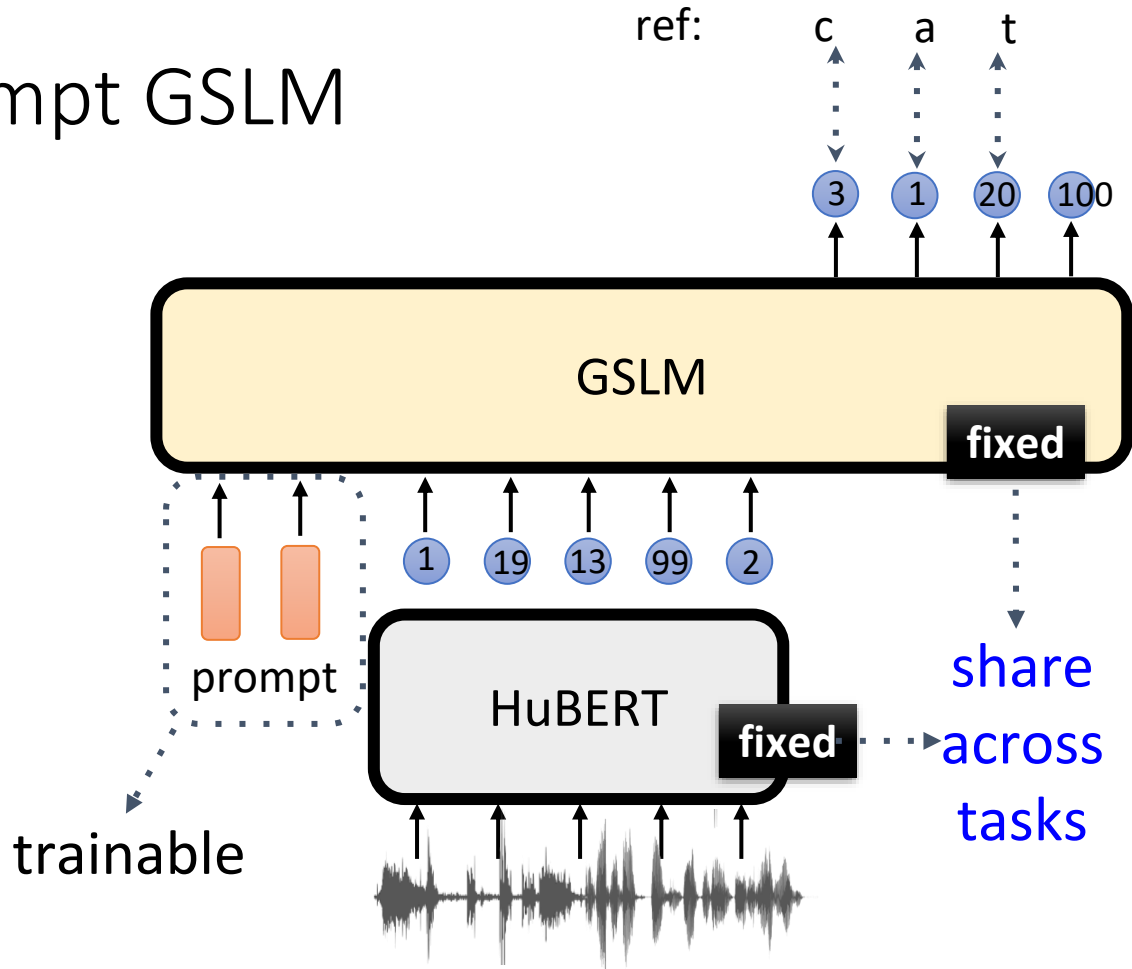 ref: c a t
mpt GSLM
3 1 20 100
GSLM
fixed
1 19 13 99 2
prompt
HuBERT
fixed
share
across
tasks
trainable